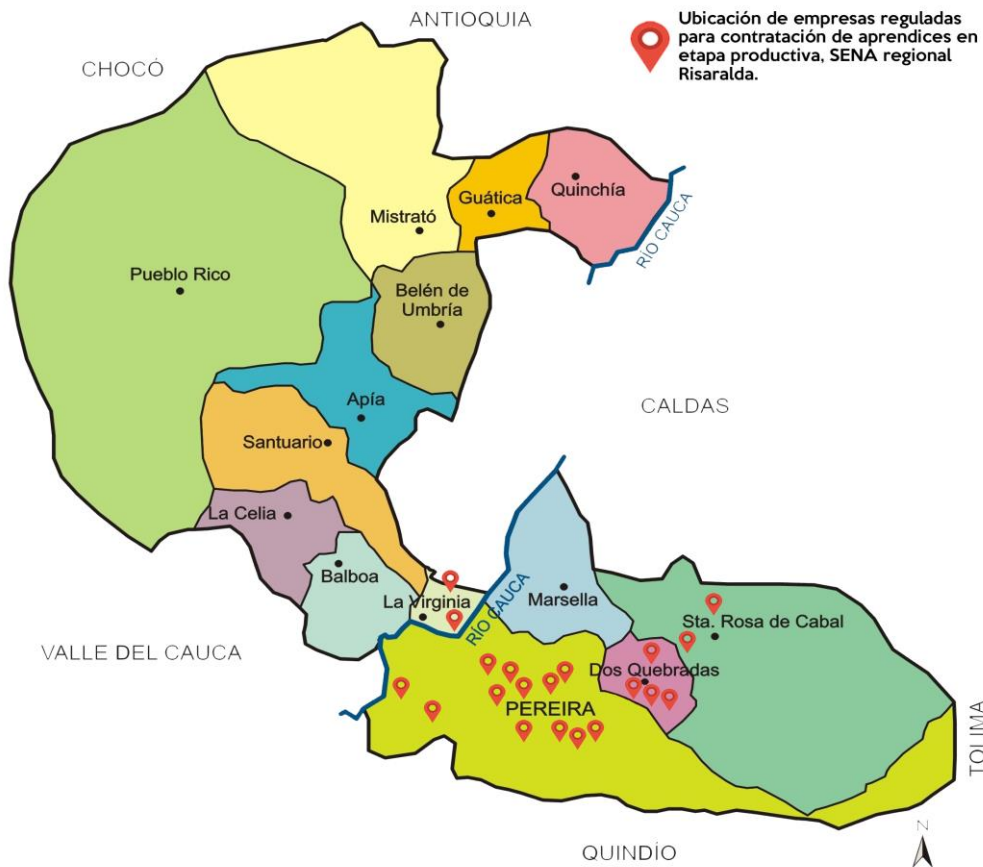 ANTIOQUIA
Ubicación de empresas reguladas
para contratación de aprendices en
etapa productiva, SENA regional
Risaralda.
CHOCÓ
Quinchía
Guática
Mistrató
RÍO CAUCA
Pueblo Rico
Belén de
Umbría
Apía
CALDAS
Santuario
La Celia
Balboa
La Virginia
RÍO CAUCA
Marsella
Sta. Rosa de Cabal
VALLE DEL CAUCA
Dos Quebradas
PEREIRA
TOLIMA
QUINDÍO
N